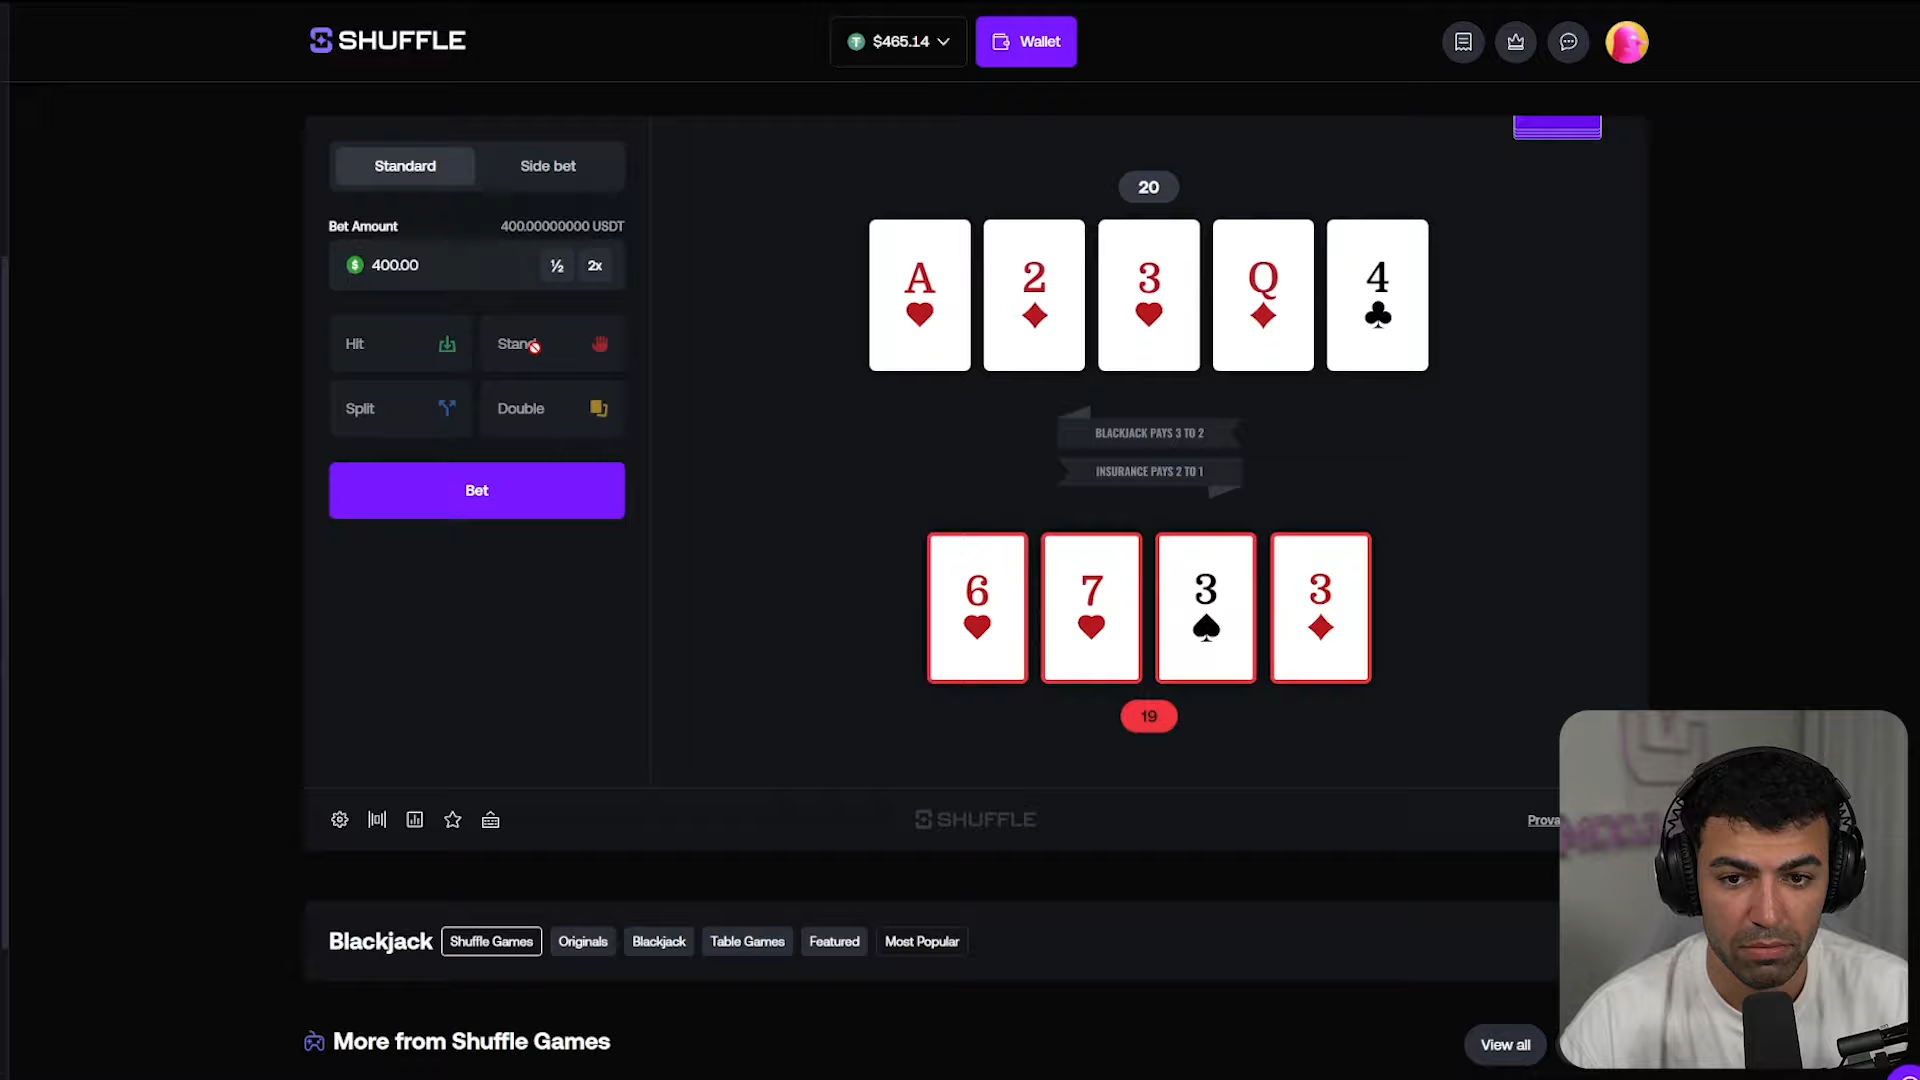 SHUFFLE
$465.14
Wallet
Standard
Side bet
20
Bet Amount
400.00000000 USDT
400.00
½
2x
A
2
3
Q
4
Hit
Stand
Split
Double
BLACKJACK PAYS 3 TO 2
INSURANCE PAYS 2 TO 1
Bet
6
7
3
3
19
SHUFFLE
Prova
Blackjack
Shuffle Games
Originals
Blackjack
Table Games
Featured
Most Popular
More from Shuffle Games
View all